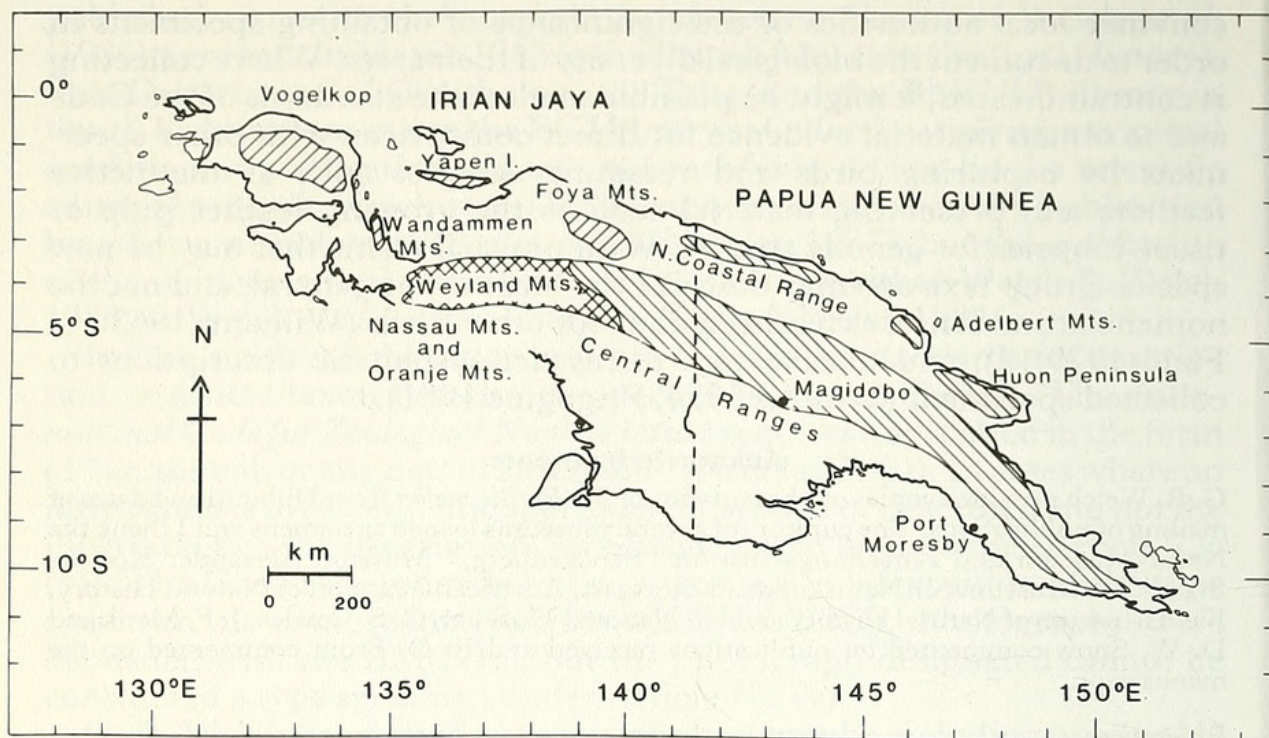 0°
Vogelkop
IRIAN JAYA
Yapen I.
Foya Mts.
PAPUA NEW GUINEA
Wandammen
Mts.
N. Coastal Range
Weyland Mts.
5°S
Nassau Mts.
and
Oranje Mts.
Adelbert Mts.
Huon Peninsula
Central Ranges
Magidobo
N
Port
Moresby
km
0 200
10°S
130°E 135° 140° 145° 150°E